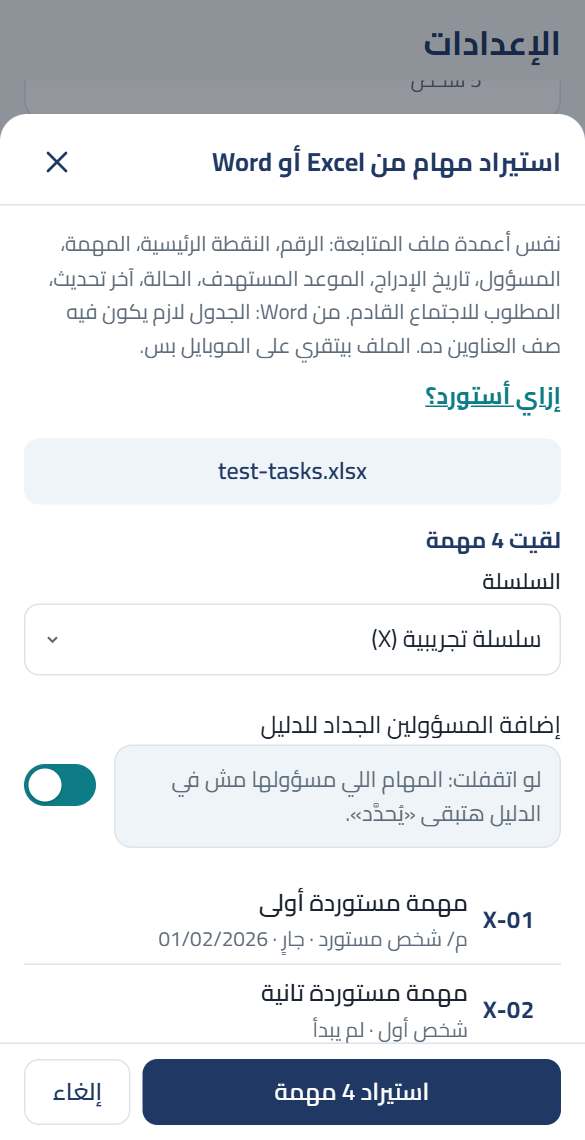 الإعدادات
استيراد مهام من Excel أو Word
نفس أعمدة ملف المتابعة: الرقم، النقطة الرئيسية، المهمة،
المسؤول، تاريخ الإدراج، الموعد المستهدف، الحالة، آخر تحديث،
المطلوب للاجتماع القادم. من Word: الجدول لازم يكون فيه
صف العناوين ده. الملف بيتقري على الموبايل بس.
إزاي أستورد؟
test-tasks.xlsx
لقيت 4 مهمة
السلسلة
سلسلة تجريبية (X)
إضافة المسؤولين الجداد للدليل
لو اتقفلت: المهام اللي مسؤولها مش في
الدليل هتبقى «يُحدَّد».
X-01
مهمة مستوردة أولى
م/ شخص مستورد · جارٍ · 01/02/2026
X-02
مهمة مستوردة تانية
شخص أول · لم يبدأ
استيراد 4 مهمة
إلغاء